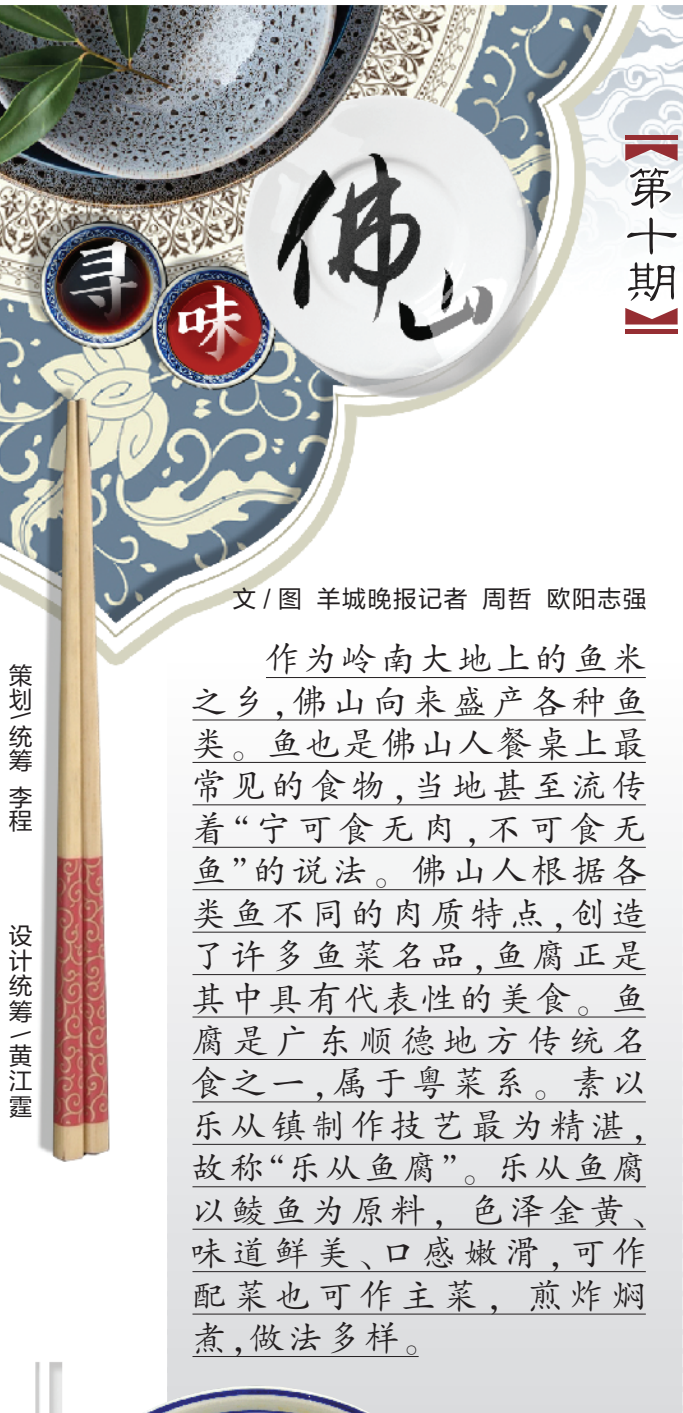 寻味佛山
【第十期】
文/图 羊城晚报记者 周哲 欧阳志强
策划\统筹 李程
设计统筹/黄江霆
作为岭南大地上的鱼米
之乡,佛山向来盛产各种鱼
类。鱼也是佛山人餐桌上最
常见的食物,当地甚至流传
着“宁可食无肉,不可食无
鱼”的说法。佛山人根据各
类鱼不同的肉质特点,创造
了许多鱼菜名品,鱼腐正是
其中具有代表性的美食。鱼
腐是广东顺德地方传统名
食之一,属于粤菜系。素以
乐从镇制作技艺最为精湛,
故称“乐从鱼腐”。乐从鱼腐
以鲮鱼为原料，色泽金黄、
味道鲜美、口感嫩滑,可作
配菜也可作主菜，煎炸焖
煮,做法多样。